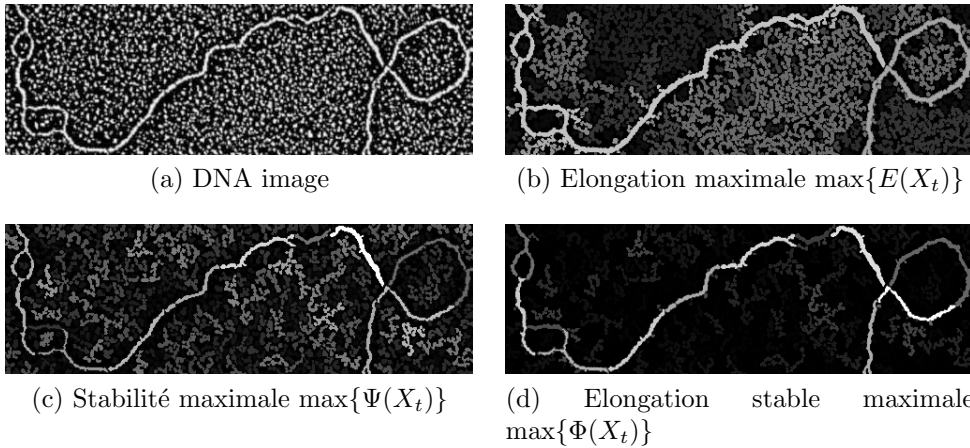 (a) DNA image
(b) Elongation maximale max{E(X_t)}
(c) Stabilité maximale max{Ψ(X_t)}
(d) Elongation stable maximale
max{Φ(X_t)}